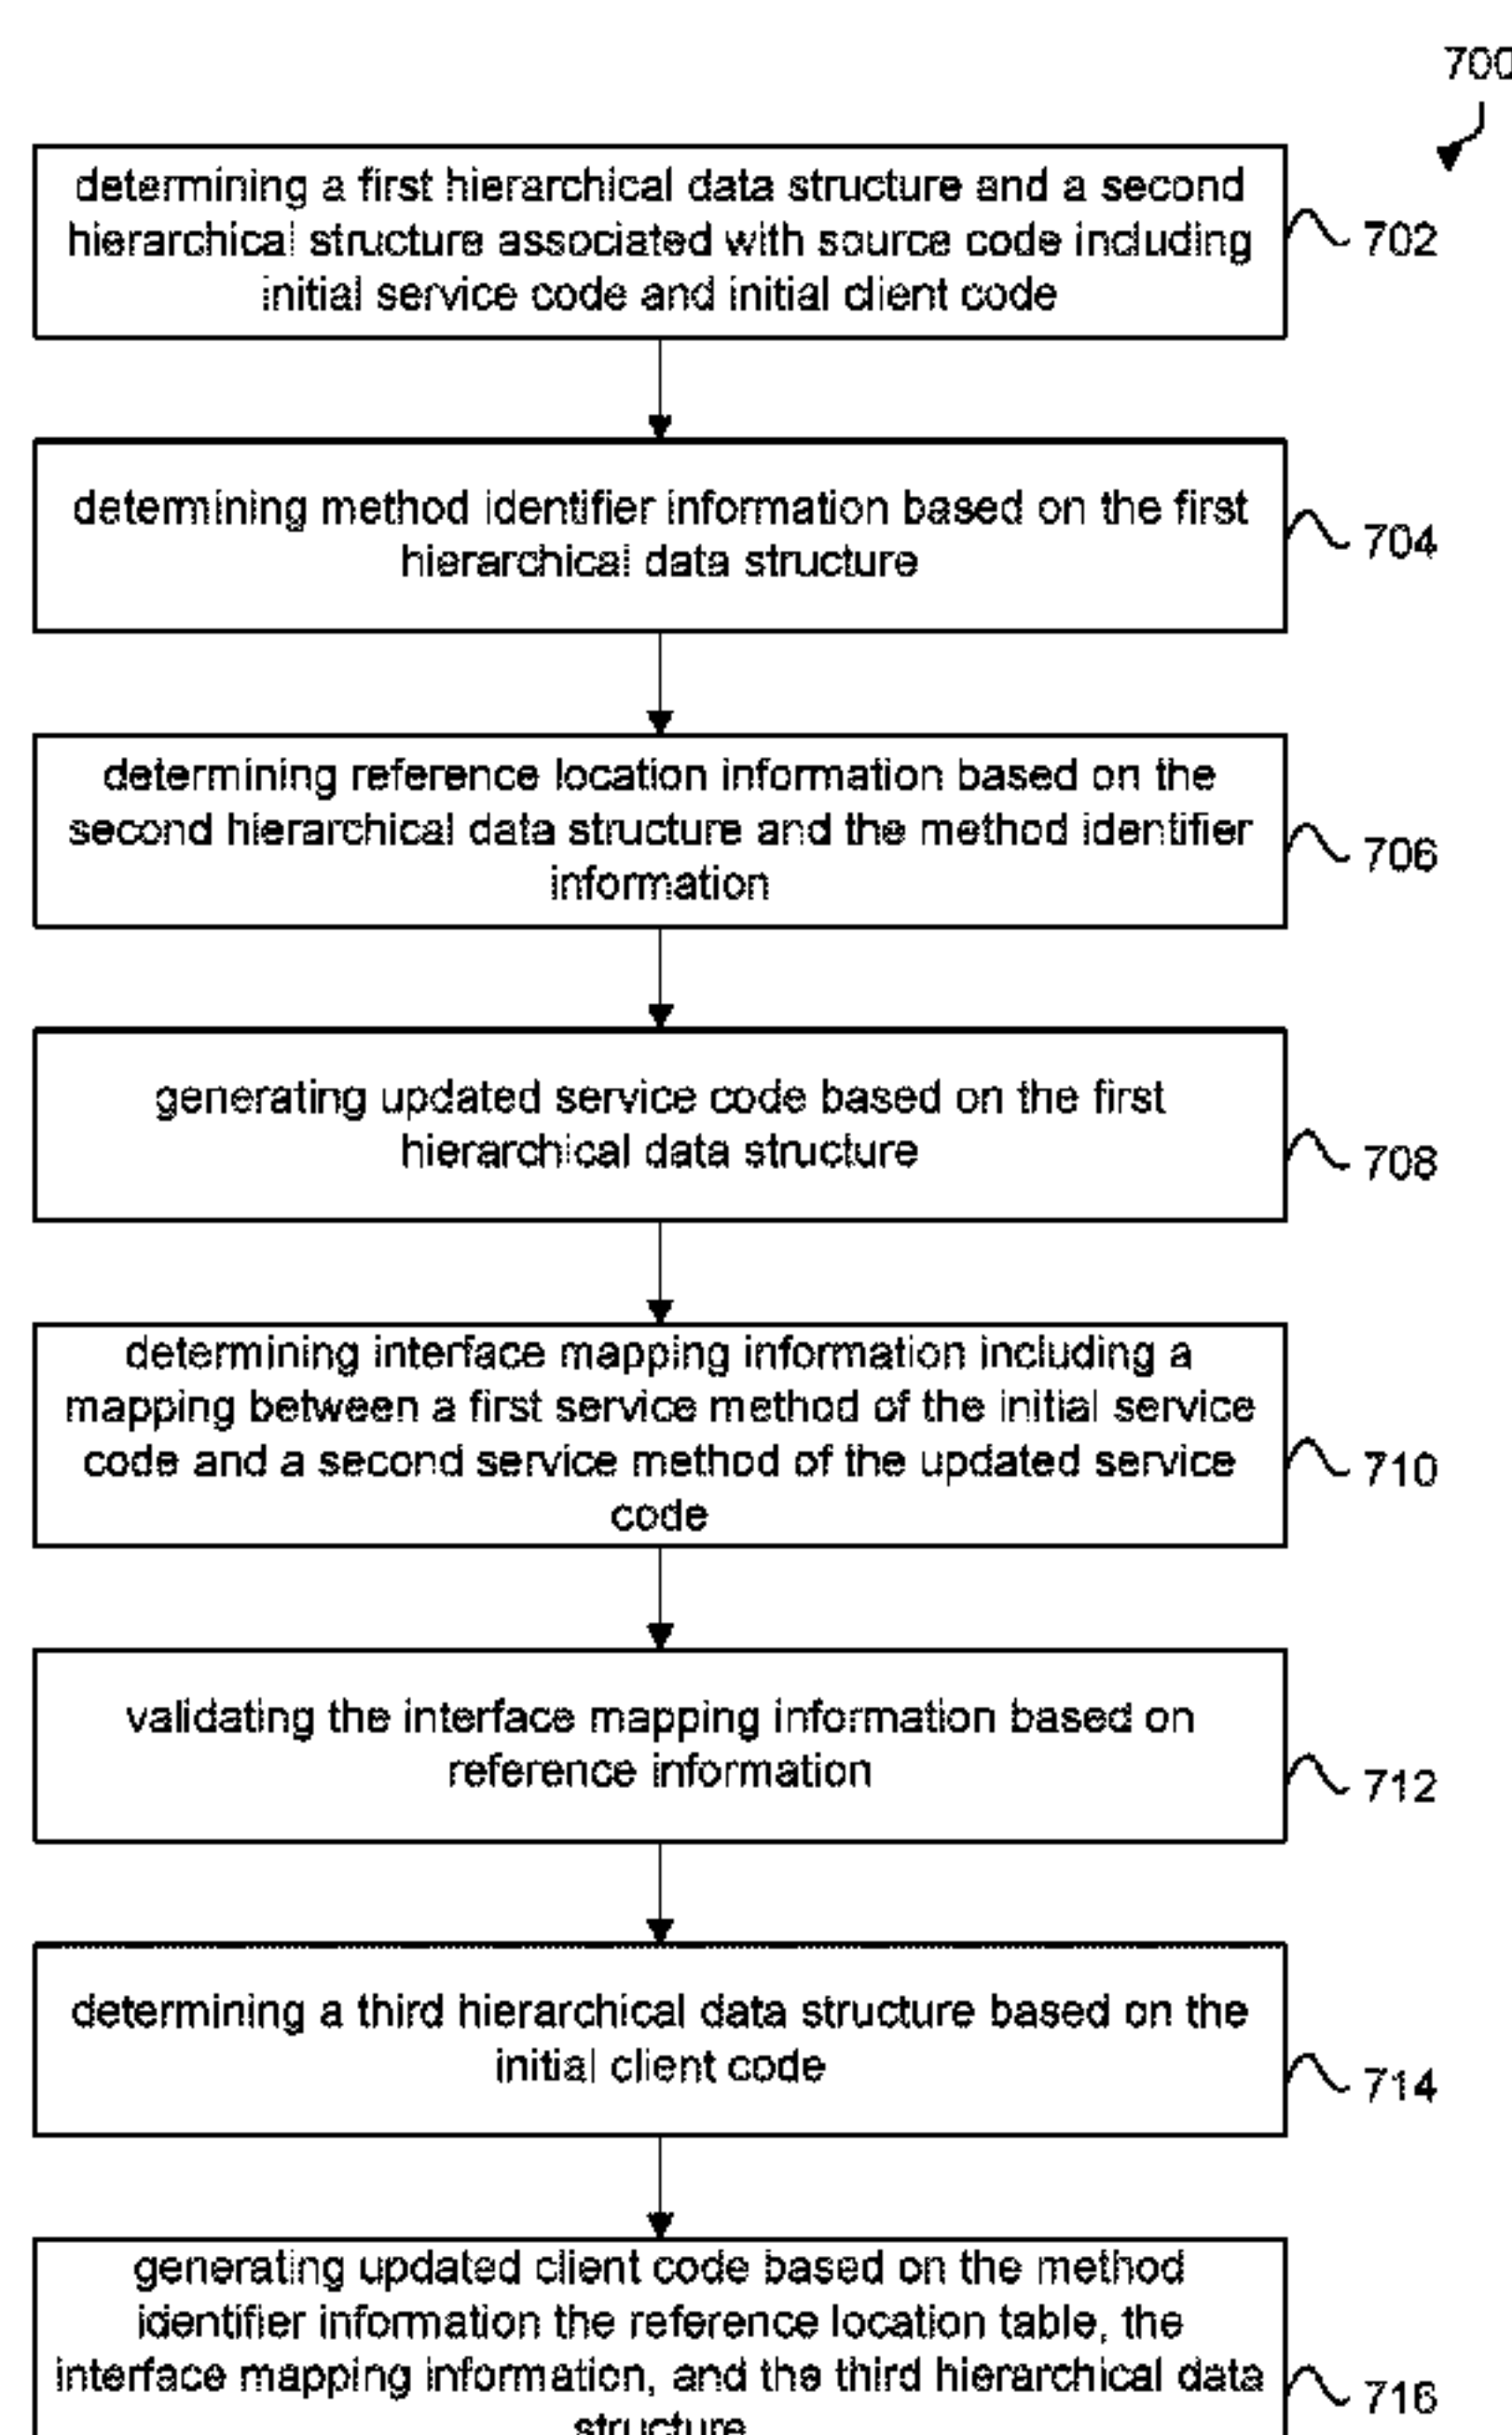 700
determining a first hierarchical data structure and a second
hierarchical structure associated with source code including
initial service code and initial client code
702
determining method identifier information based on the first
hierarchical data structure
704
determining reference location information based on the
second hierarchical data structure and the method identifier
information
706
generating updated service code based on the first
hierarchical data structure
708
determining interface mapping information including a
mapping between a first service method of the initial service
code and a second service method of the updated service
code
710
validating the interface mapping information based on
reference information
712
determining a third hierarchical data structure based on the
initial client code
714
generating updated client code based on the method
identifier information the reference location table, the
interface mapping information, and the third hierarchical data
structure
716